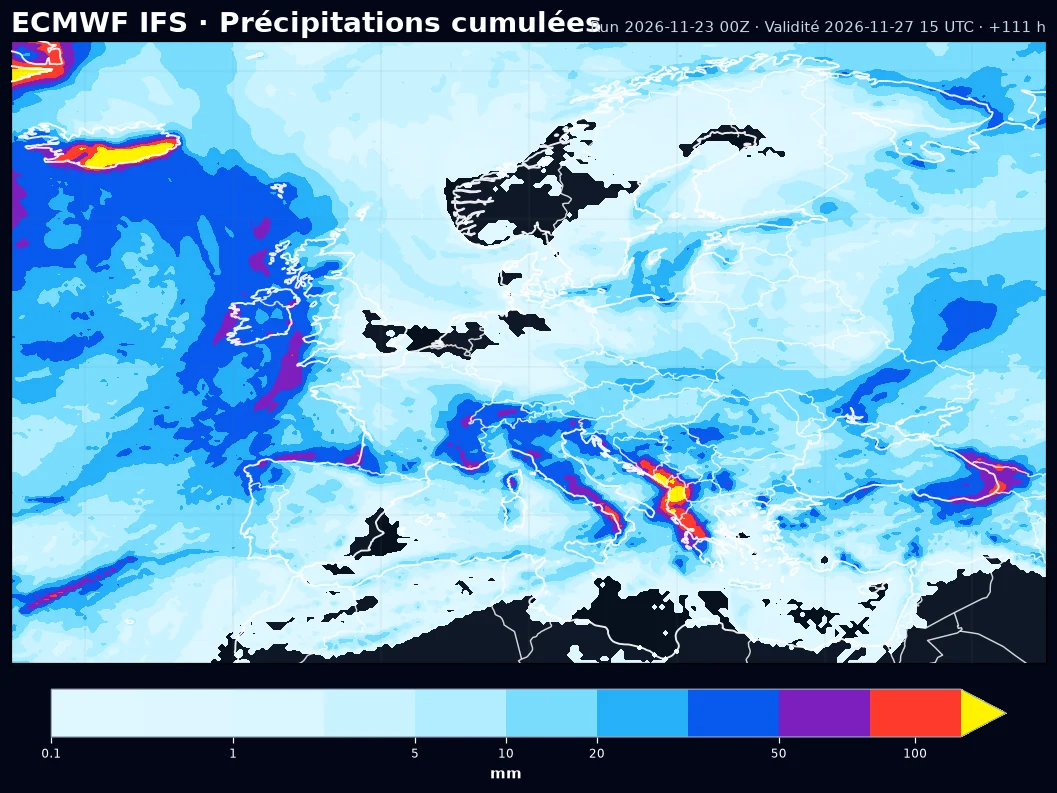 ECMWF IFS · Précipitations cumulées
Run 2026-11-23 00Z · Validité 2026-11-27 15 UTC · +111 h
0.1 1 5 10 20 50 100
mm